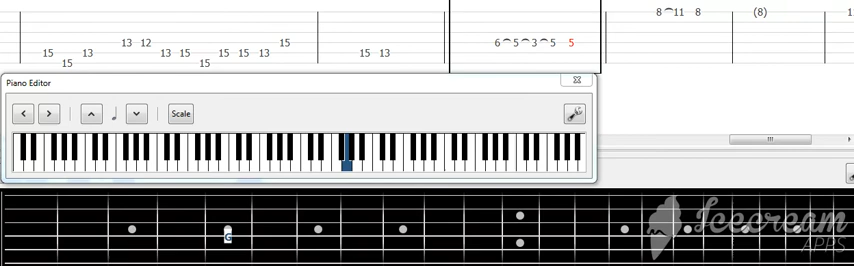 8 11 8 (8) 1
13 12 15 6 5 3 5 5
15 13 13 15 15 15 13 15 13
15 15
Piano Editor
Scale
Icecream
APPS